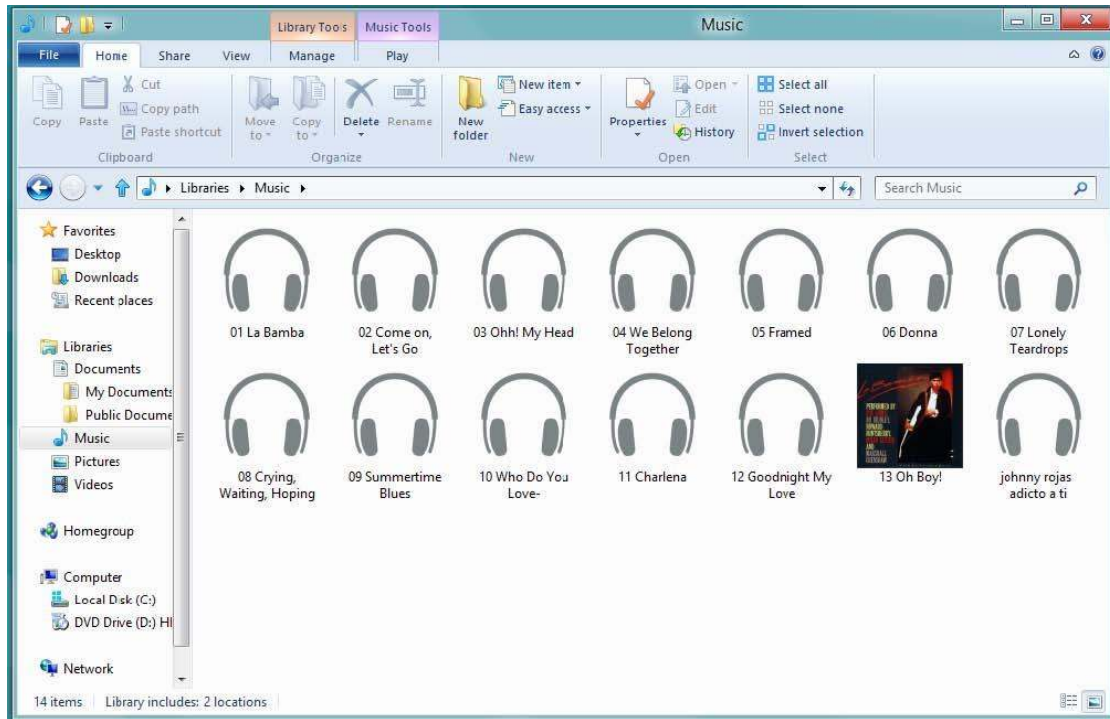 Library Tools Music Tools Music
File Home Share View Manage Play
Copy Paste Cut Copy path Paste shortcut
Move to Copy to Delete Rename
New folder New item Easy access
Properties Open Edit History
Select all Select none Invert selection
Clipboard Organize New Open Select
Libraries Music Search Music
Favorites
Desktop
Downloads
Recent places
Libraries
Documents
My Documents
Public Docume
Music
Pictures
Videos
Homegroup
Computer
Local Disk (C:)
DVD Drive (D:) HI
Network
01 La Bamba
02 Come on,
Let's Go
03 Ohh! My Head
04 We Belong
Together
05 Framed
06 Donna
07 Lonely
Teardrops
08 Crying,
Waiting, Hoping
09 Summertime
Blues
10 Who Do You
Love-
11 Charlena
12 Goodnight My
Love
PERFORMED BY
AND
MARSHALL
CRENSHAW
13 Oh Boy!
johnny rojas
adicto a ti
14 items Library includes: 2 locations